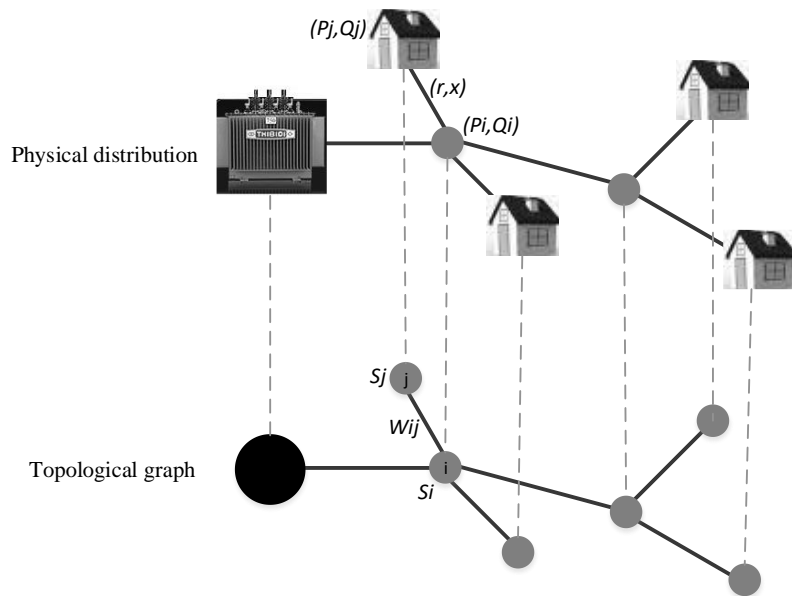 (Pj,Qj)
(r,x)
(Pi,Qi)
THIBIDI
Physical distribution
Sj
j
Wij
i
Topological graph
Si